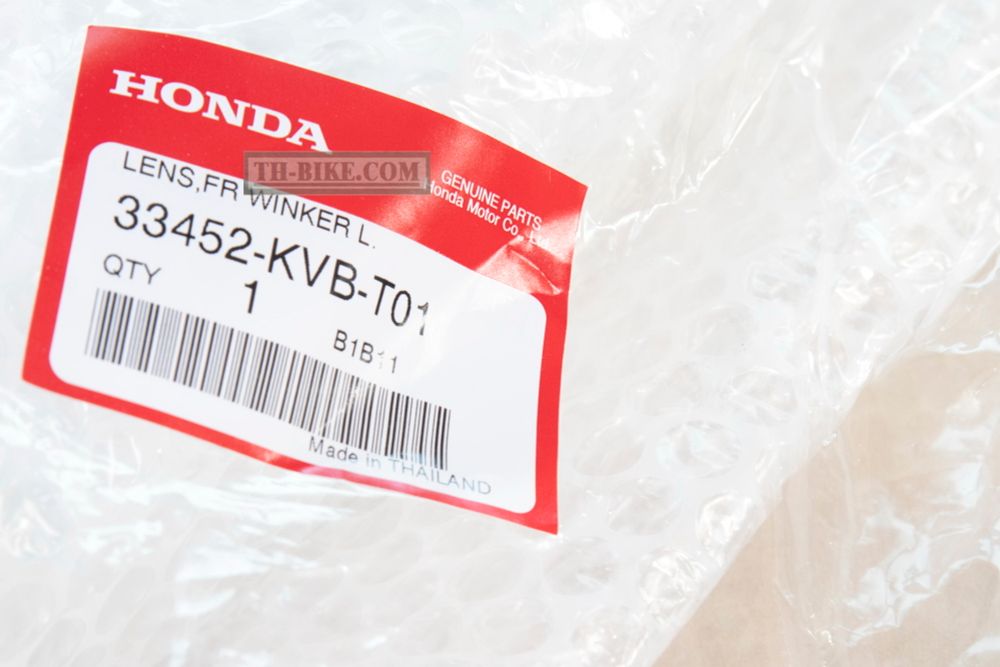 HONDA
TH-BIKE.COM
GENUINE PARTS
Honda Motor Co.,
LENS,FR WINKER L.
33452-KVB-T01
QTY 1
B1B11
Made in THAILAND